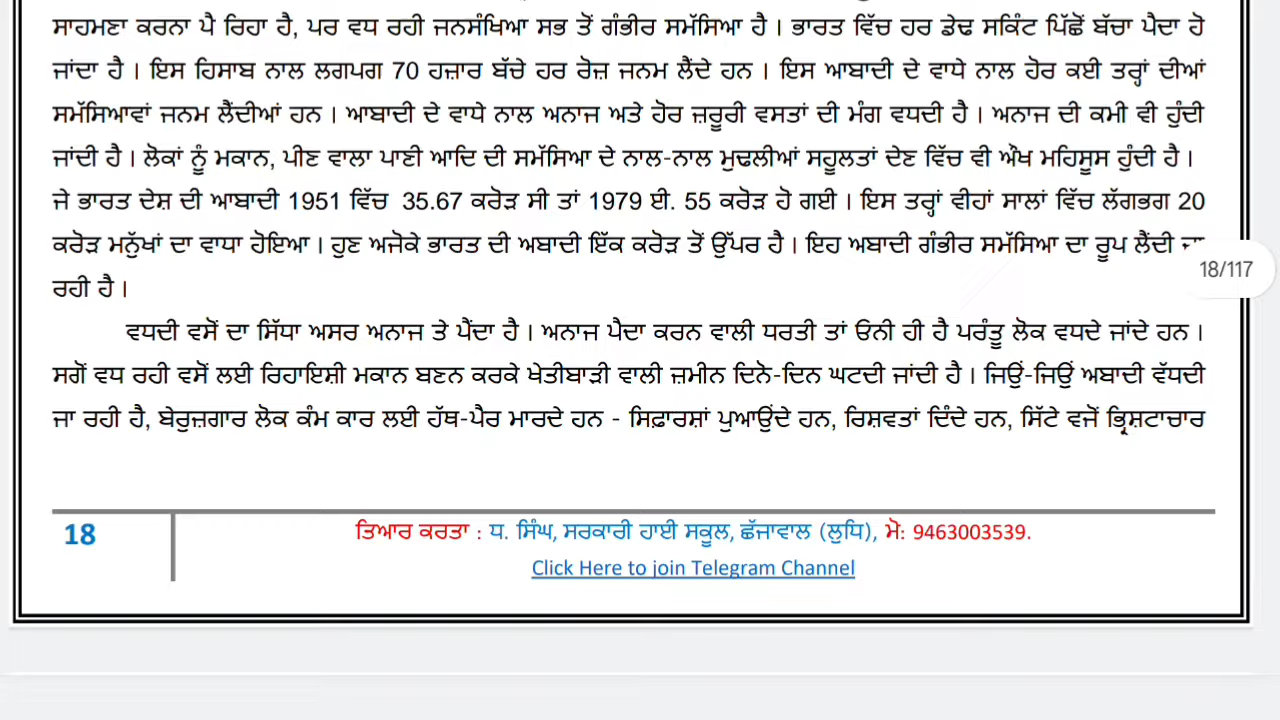 ਸਾਹਮਣਾ ਕਰਨਾ ਪੈ ਰਿਹਾ ਹੈ, ਪਰ ਵਧ ਰਹੀ ਜਨਸੰਖਿਆ ਸਭ ਤੋਂ ਗੰਭੀਰ ਸਮੱਸਿਆ ਹੈ। ਭਾਰਤ ਵਿੱਚ ਹਰ ਡੇਢ ਸਕਿੰਟ ਪਿੱਛੋਂ ਬੱਚਾ ਪੈਦਾ ਹੋ
ਜਾਂਦਾ ਹੈ। ਇਸ ਹਿਸਾਬ ਨਾਲ ਲਗਪਗ 70 ਹਜ਼ਾਰ ਬੱਚੇ ਹਰ ਰੋਜ਼ ਜਨਮ ਲੈਂਦੇ ਹਨ। ਇਸ ਆਬਾਦੀ ਦੇ ਵਾਧੇ ਨਾਲ ਹੋਰ ਕਈ ਤਰ੍ਹਾਂ ਦੀਆਂ
ਸਮੱਸਿਆਵਾਂ ਜਨਮ ਲੈਂਦੀਆਂ ਹਨ। ਆਬਾਦੀ ਦੇ ਵਾਧੇ ਨਾਲ ਅਨਾਜ ਅਤੇ ਹੋਰ ਜ਼ਰੂਰੀ ਵਸਤਾਂ ਦੀ ਮੰਗ ਵਧਦੀ ਹੈ। ਅਨਾਜ ਦੀ ਕਮੀ ਵੀ ਹੁੰਦੀ
ਜਾਂਦੀ ਹੈ। ਲੋਕਾਂ ਨੂੰ ਮਕਾਨ, ਪੀਣ ਵਾਲਾ ਪਾਣੀ ਆਦਿ ਦੀ ਸਮੱਸਿਆ ਦੇ ਨਾਲ-ਨਾਲ ਮੁਢਲੀਆਂ ਸਹੂਲਤਾਂ ਦੇਣ ਵਿੱਚ ਵੀ ਔਖ ਮਹਿਸੂਸ ਹੁੰਦੀ ਹੈ।
ਜੇ ਭਾਰਤ ਦੇਸ਼ ਦੀ ਆਬਾਦੀ 1951 ਵਿੱਚ 35.67 ਕਰੋੜ ਸੀ ਤਾਂ 1979 ਈ. 55 ਕਰੋੜ ਹੋ ਗਈ। ਇਸ ਤਰ੍ਹਾਂ ਵੀਹਾਂ ਸਾਲਾਂ ਵਿੱਚ ਲੱਗਭਗ 20
ਕਰੋੜ ਮਨੁੱਖਾਂ ਦਾ ਵਾਧਾ ਹੋਇਆ। ਹੁਣ ਅਜੋਕੇ ਭਾਰਤ ਦੀ ਅਬਾਦੀ ਇੱਕ ਕਰੋੜ ਤੋਂ ਉੱਪਰ ਹੈ। ਇਹ ਅਬਾਦੀ ਗੰਭੀਰ ਸਮੱਸਿਆ ਦਾ ਰੂਪ ਲੈਂਦੀ ਜਾ
18/117
ਰਹੀ ਹੈ।
ਵਧਦੀ ਵਸੋਂ ਦਾ ਸਿੱਧਾ ਅਸਰ ਅਨਾਜ ਤੇ ਪੈਂਦਾ ਹੈ। ਅਨਾਜ ਪੈਦਾ ਕਰਨ ਵਾਲੀ ਧਰਤੀ ਤਾਂ ਓਨੀ ਹੀ ਹੈ ਪਰੰਤੂ ਲੋਕ ਵਧਦੇ ਜਾਂਦੇ ਹਨ।
ਸਗੋਂ ਵਧ ਰਹੀ ਵਸੋਂ ਲਈ ਰਿਹਾਇਸ਼ੀ ਮਕਾਨ ਬਣਨ ਕਰਕੇ ਖੇਤੀਬਾੜੀ ਵਾਲੀ ਜ਼ਮੀਨ ਦਿਨੋ-ਦਿਨ ਘਟਦੀ ਜਾਂਦੀ ਹੈ। ਜਿਉਂ-ਜਿਉਂ ਅਬਾਦੀ ਵੱਧਦੀ
ਜਾ ਰਹੀ ਹੈ, ਬੇਰੁਜ਼ਗਾਰ ਲੋਕ ਕੰਮ ਕਾਰ ਲਈ ਹੱਥ-ਪੈਰ ਮਾਰਦੇ ਹਨ - ਸਿਫ਼ਾਰਸ਼ਾਂ ਪੁਆਉਂਦੇ ਹਨ, ਰਿਸ਼ਵਤਾਂ ਦਿੰਦੇ ਹਨ, ਸਿੱਟੇ ਵਜੋਂ ਭ੍ਰਿਸ਼ਟਾਚਾਰ
18
ਤਿਆਰ ਕਰਤਾ : ਧ. ਸਿੰਘ, ਸਰਕਾਰੀ ਹਾਈ ਸਕੂਲ, ਛੱਜਾਵਾਲ (ਲੁਧਿ), ਮੋ: 9463003539.
Click Here to join Telegram Channel